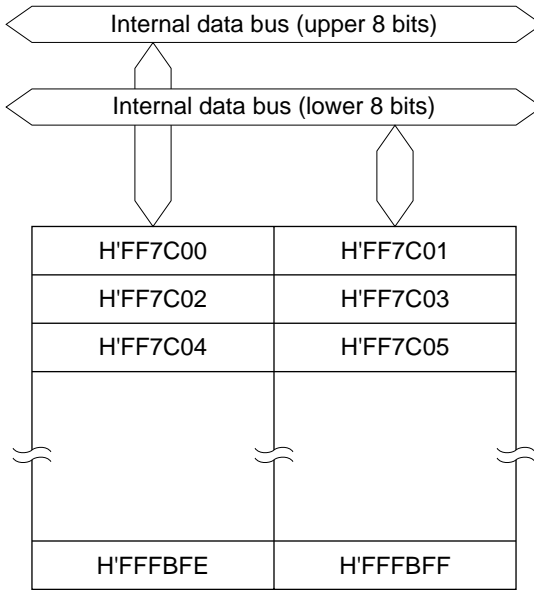 Internal data bus (upper 8 bits)
Internal data bus (lower 8 bits)
H'FF7C00 H'FF7C01
H'FF7C02 H'FF7C03
H'FF7C04 H'FF7C05
H'FFFBFE H'FFFBFF